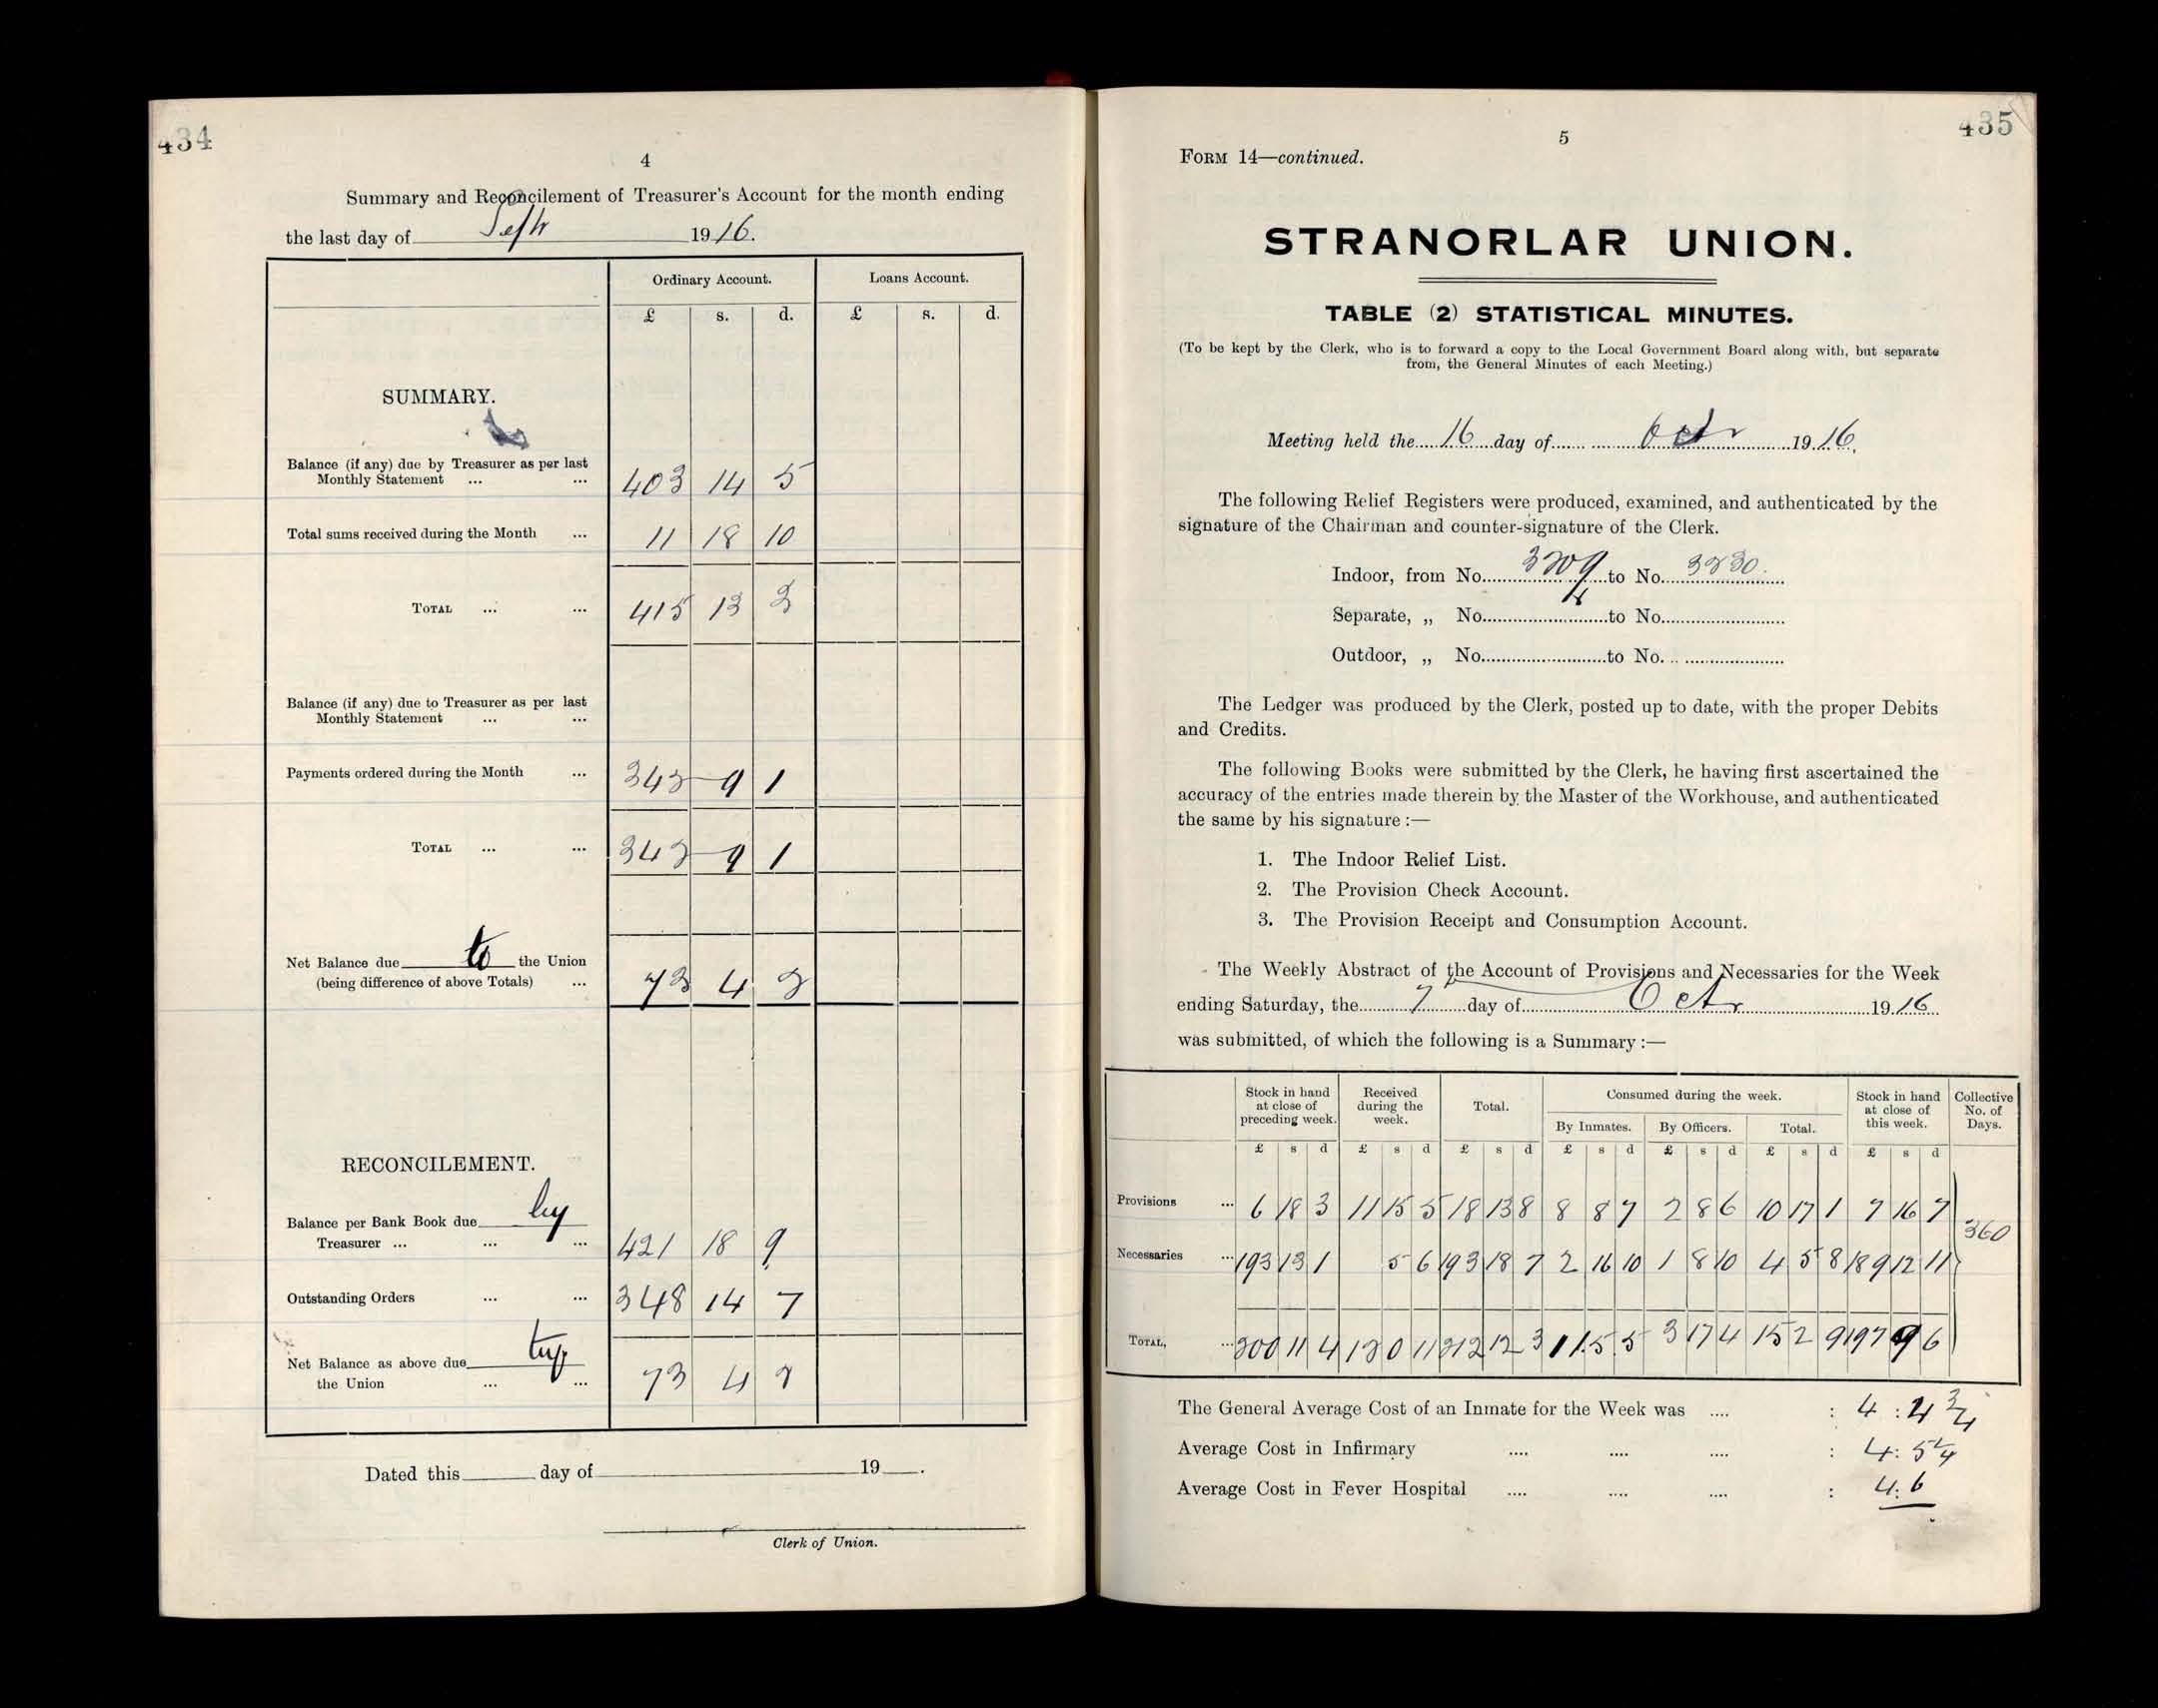 434
4
Summary and Reconcilement of Treasurer's Account for the month ending
the last day of Septr 1916.
Ordinary Account. Loans Account.
£ s. d. £ s. d.
SUMMARY.
Balance (if any) due by Treasurer as per last
Monthly Statement ... ... 403 14 5
Total sums received during the Month ... 11 18 10
TOTAL ... ... 415 13 3
Balance (if any) due to Treasurer as per last
Monthly Statement ... ...
Payments ordered during the Month ... 342 9 1
TOTAL ... ... 342 9 1
Net Balance due to the Union
(being difference of above Totals) ... 73 4 2
RECONCILEMENT.
Balance per Bank Book due by
Treasurer ... ... ... 421 18 9
Outstanding Orders ... ... 348 14 7
Net Balance as above due
the Union ... ... 73 4 2
Dated this day of 19 .
Clerk of Union.
435
5
FORM 14—continued.
STRANORLAR UNION.
TABLE (2) STATISTICAL MINUTES.
(To be kept by the Clerk, who is to forward a copy to the Local Government Board along with, but separate
from, the General Minutes of each Meeting.)
Meeting held the 16 day of Octr 1916.
The following Relief Registers were produced, examined, and authenticated by the
signature of the Chairman and counter-signature of the Clerk.
Indoor, from No. 3209 to No. 3230.
Separate, „ No. to No.
Outdoor, „ No. to No.
The Ledger was produced by the Clerk, posted up to date, with the proper Debits
and Credits.
The following Books were submitted by the Clerk, he having first ascertained the
accuracy of the entries made therein by the Master of the Workhouse, and authenticated
the same by his signature :—
1. The Indoor Relief List.
2. The Provision Check Account.
3. The Provision Receipt and Consumption Account.
The Weekly Abstract of the Account of Provisions and Necessaries for the Week
ending Saturday, the 7 day of Octr 1916
was submitted, of which the following is a Summary :—
Stock in hand at close of preceding week. Received during the week. Total. Consumed during the week. Stock in hand at close of this week. Collective No. of Days.
By Inmates. By Officers. Total.
£ s d £ s d £ s d £ s d £ s d £ s d £ s d
Provisions ... 6 18 3 11 15 5 18 13 8 8 8 7 2 8 6 10 17 1 7 16 7
360
Necessaries ... 193 13 1 5 6 193 18 7 2 16 10 1 8 10 4 5 8 189 12 11
TOTAL, ... 200 11 4 12 0 11 212 12 3 11 5 5 3 17 4 15 2 9 197 9 6
The General Average Cost of an Inmate for the Week was .... : 4 : 4 3/4
Average Cost in Infirmary .... .... .... : 4 : 5 1/4
Average Cost in Fever Hospital .... .... .... : 4 : 6